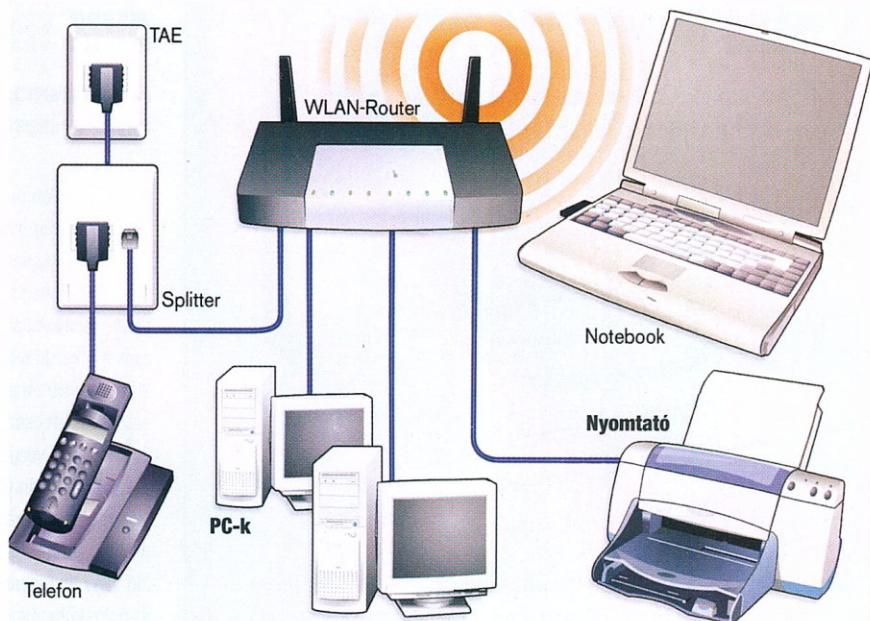 TAE
WLAN-Router
Splitter
Notebook
Nyomtató
PC-k
Telefon